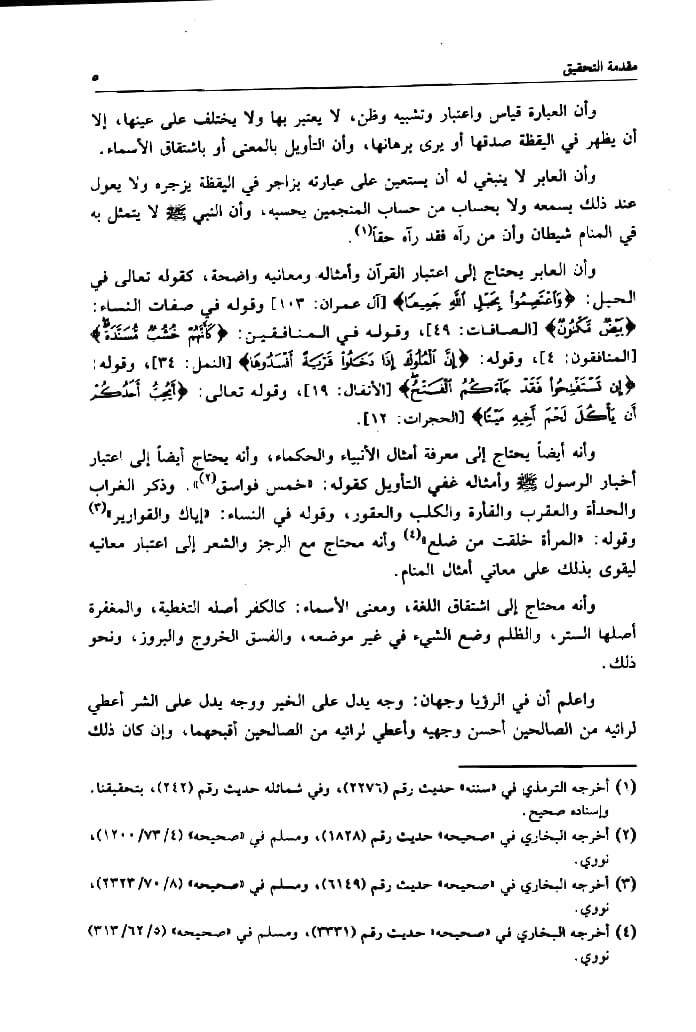 مقدمة التحقيق
٥
وأن العبارة قياس واعتبار وتشبيه وظن، لا يعتبر بها ولا يختلف على عينها، إلا
أن يظهر في اليقظة صدقها أو يرى برهانها، وأن التأويل بالمعنى أو باشتقاق الأسماء.
وأن العابر لا ينبغي له أن يستعين على عبارته بزاجر في اليقظة يزجره ولا يعول
عند ذلك بسمعه ولا بحساب من حساب المنجمين يحسبه، وأن النبي ﷺ لا يتمثل به
في المنام شيطان وأن من رآه فقد رآه حقاً(١).
وأن العابر يحتاج إلى اعتبار القرآن وأمثاله ومعانيه واضحة، كقوله تعالى في
الحبل: ﴿وَاعْتَصِمُوا بِحَبْلِ اللَّهِ جَمِيعًا﴾ [آل عمران: ١٠٣] وقوله في صفات النساء:
﴿بَيْضٌ مَّكْنُونٌ﴾ [الصافات: ٤٩]، وقوله في المنافقين: ﴿كَأَنَّهُمْ خُشُبٌ مُّسَنَّدَةٌ﴾
[المنافقون: ٤]، وقوله: ﴿إِنَّ الْمُلُوكَ إِذَا دَخَلُوا قَرْيَةً أَفْسَدُوهَا﴾ [النمل: ٣٤]، وقوله:
﴿إِن تَسْتَفْتِحُوا فَقَدْ جَاءَكُمُ الْفَتْحُ﴾ [الأنفال: ١٩]، وقوله تعالى: ﴿أَيُحِبُّ أَحَدُكُمْ
أَن يَأْكُلَ لَحْمَ أَخِيهِ مَيْتًا﴾ [الحجرات: ١٢].
وأنه أيضاً يحتاج إلى معرفة أمثال الأنبياء والحكماء، وأنه يحتاج أيضاً إلى اعتبار
أخبار الرسول ﷺ وأمثاله غفي التأويل كقوله: «خمس فواسق(٢)». وذكر الغراب
والحدأة والعقرب والفأرة والكلب والعقور، وقوله في النساء: «إياك والقوارير»(٣)
وقوله: «المرأة خلقت من ضلع»(٤) وأنه محتاج مع الرجز والشعر إلى اعتبار معانيه
ليقوى بذلك على معاني أمثال المنام.
وأنه محتاج إلى اشتقاق اللغة، ومعنى الأسماء: كالكفر أصله التغطية، والمغفرة
أصلها الستر، والظلم وضع الشيء في غير موضعه، والفسق الخروج والبروز، ونحو
ذلك.
واعلم أن في الرؤيا وجهان: وجه يدل على الخير ووجه يدل على الشر أعطي
لرائيه من الصالحين أحسن وجهيه وأعطي لرائيه من الصالحين أقبحهما، وإن كان ذلك
(١) أخرجه الترمذي في «سننه» حديث رقم (٢٢٧٦)، وفي شمائله حديث رقم (٢٤٢)، بتحقيقنا.
وإسناده صحيح.
(٢) أخرجه البخاري في «صحيحه» حديث رقم (١٨٢٨)، ومسلم في «صحيحه» (١٢٠٠/٧٣/٤)،
نووي.
(٣) أخرجه البخاري في «صحيحه» حديث رقم (٦١٤٩)، ومسلم في «صحيحه» (٢٣٢٣/٧٠/٨)،
نووي.
(٤) أخرجه البخاري في «صحيحه» حديث رقم (٣٣٣١)، ومسلم في «صحيحه» (٣١٣/٦٢/٥)
نووي.